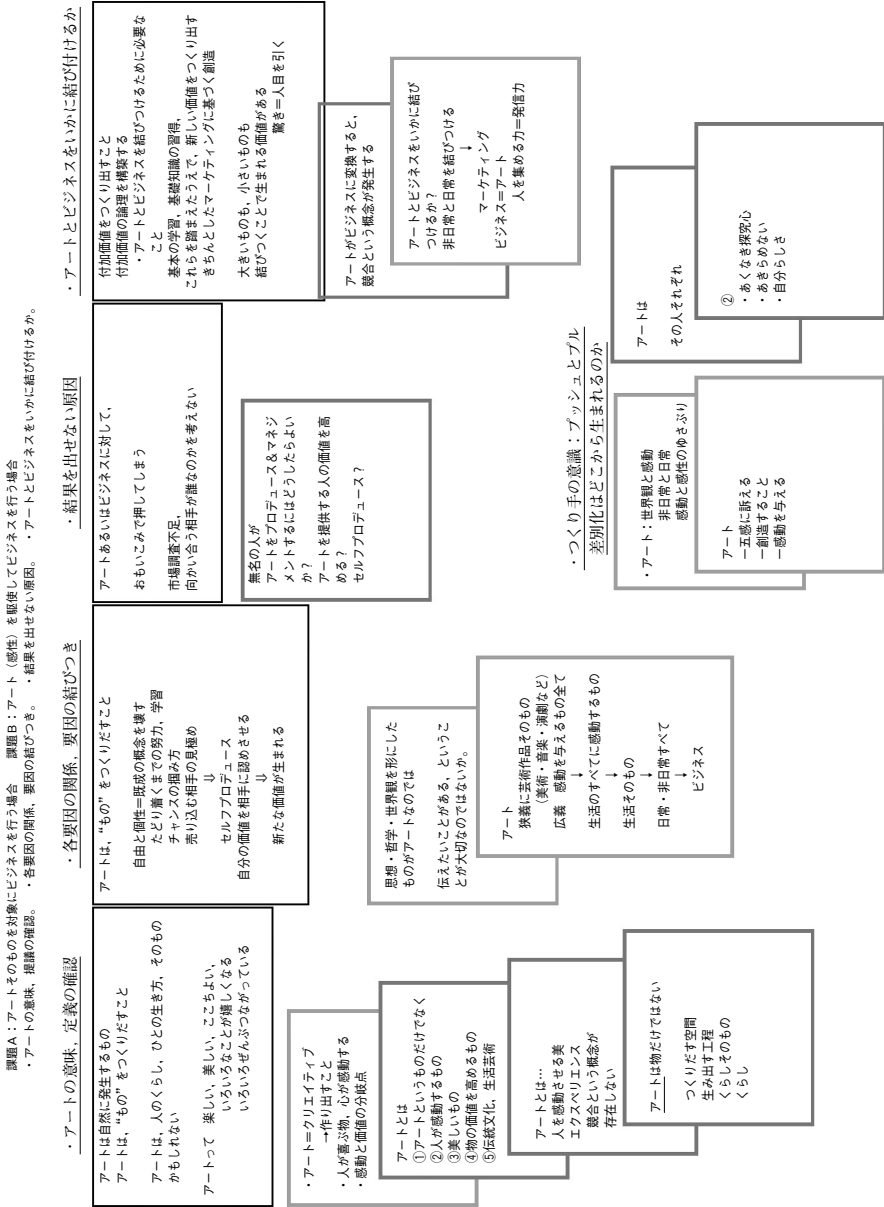 課題A：アートそのものを対象にビジネスを行う場合　課題B：アート（感性）を駆使してビジネスを行う場合
・アートの意味，提議の確認。　・各要因の関係，要因の結びつき。　・結果を出せない原因。　・アートとビジネスをいかに結び付けるか。
・アートの意味，定義の確認
アートは自然に発生するもの
アートは，“もの”をつくりだすこと
アートは，人のくらし，ひとの生き方，そのもの
かもしれない
アートって　楽しい，美しい，ここちよい，
いろいろなことが嬉しくなる
いろいろぜんぶつながっている
・アート＝クリエイティブ
→作り出すこと
・人が喜ぶ物，心が感動する
・感動と価値の分岐点
アートとは
①アートというものだけでなく
②人が感動するもの
③美しいもの
④物の価値を高めるもの
⑤伝統文化，生活芸術
アートとは…
人を感動させる美
エクスペリエンス
競合という概念が
存在しない
アートは物だけではない
つくりだす空間
生み出す工程
くらしそのもの
くらし
・各要因の関係，要因の結びつき
アートは，“もの”をつくりだすこと
自由と個性＝既成の概念を壊す
たどり着くまでの努力，学習
チャンスの掴み方
売り込む相手の見極め
⇓
セルフプロデュース
自分の価値を相手に認めさせる
⇓
新たな価値が生まれる
思想・哲学・世界観を形にした
ものがアートなのでは
伝えたいことがある，というこ
とが大切なのではないか。
アート
狭義に芸術作品そのもの
（美術・音楽・演劇など）
広義　感動を与えるもの全て
↓
生活のすべてに感動するもの
↓
生活そのもの
↓
日常・非日常すべて
↓
ビジネス
・結果を出せない原因
アートあるいはビジネスに対して，
おもいこみで押してしまう
市場調査不足，
向かい合う相手が誰なのかを考えない
無名の人が
アートをプロデュース＆マネジ
メントするにはどうしたらよい
か？
アートを提供する人の価値を高
める？
セルフプロデュース？
・アートとビジネスをいかに結び付けるか
付加価値をつくり出すこと
付加価値の論理を構築する
・アートとビジネスを結びつけるために必要な
こと
基本の学習，基礎知識の習得，
これらを踏まえたうえで，新しい価値をつくり出す
きちんとしたマーケティングに基づく創造
大きいものも，小さいものも
結びつくことで生まれる価値がある
驚き＝人目を引く
アートがビジネスに変換すると，
競合という概念が発生する
アートとビジネスをいかに結び
つけるか？
非日常と日常を結びつける
↓
マーケティング
ビジネス＝アート
人を集める力＝発信力
・つくり手の意識：プッシュとプル
差別化はどこから生まれるのか
・アート：世界観と感動
非日常と日常
感動と感性のゆさぶり
アート
―五感に訴える
―創造すること
―感動を与える
アートは
その人それぞれ
②
・あくなき探究心
・あきらめない
・自分らしさ